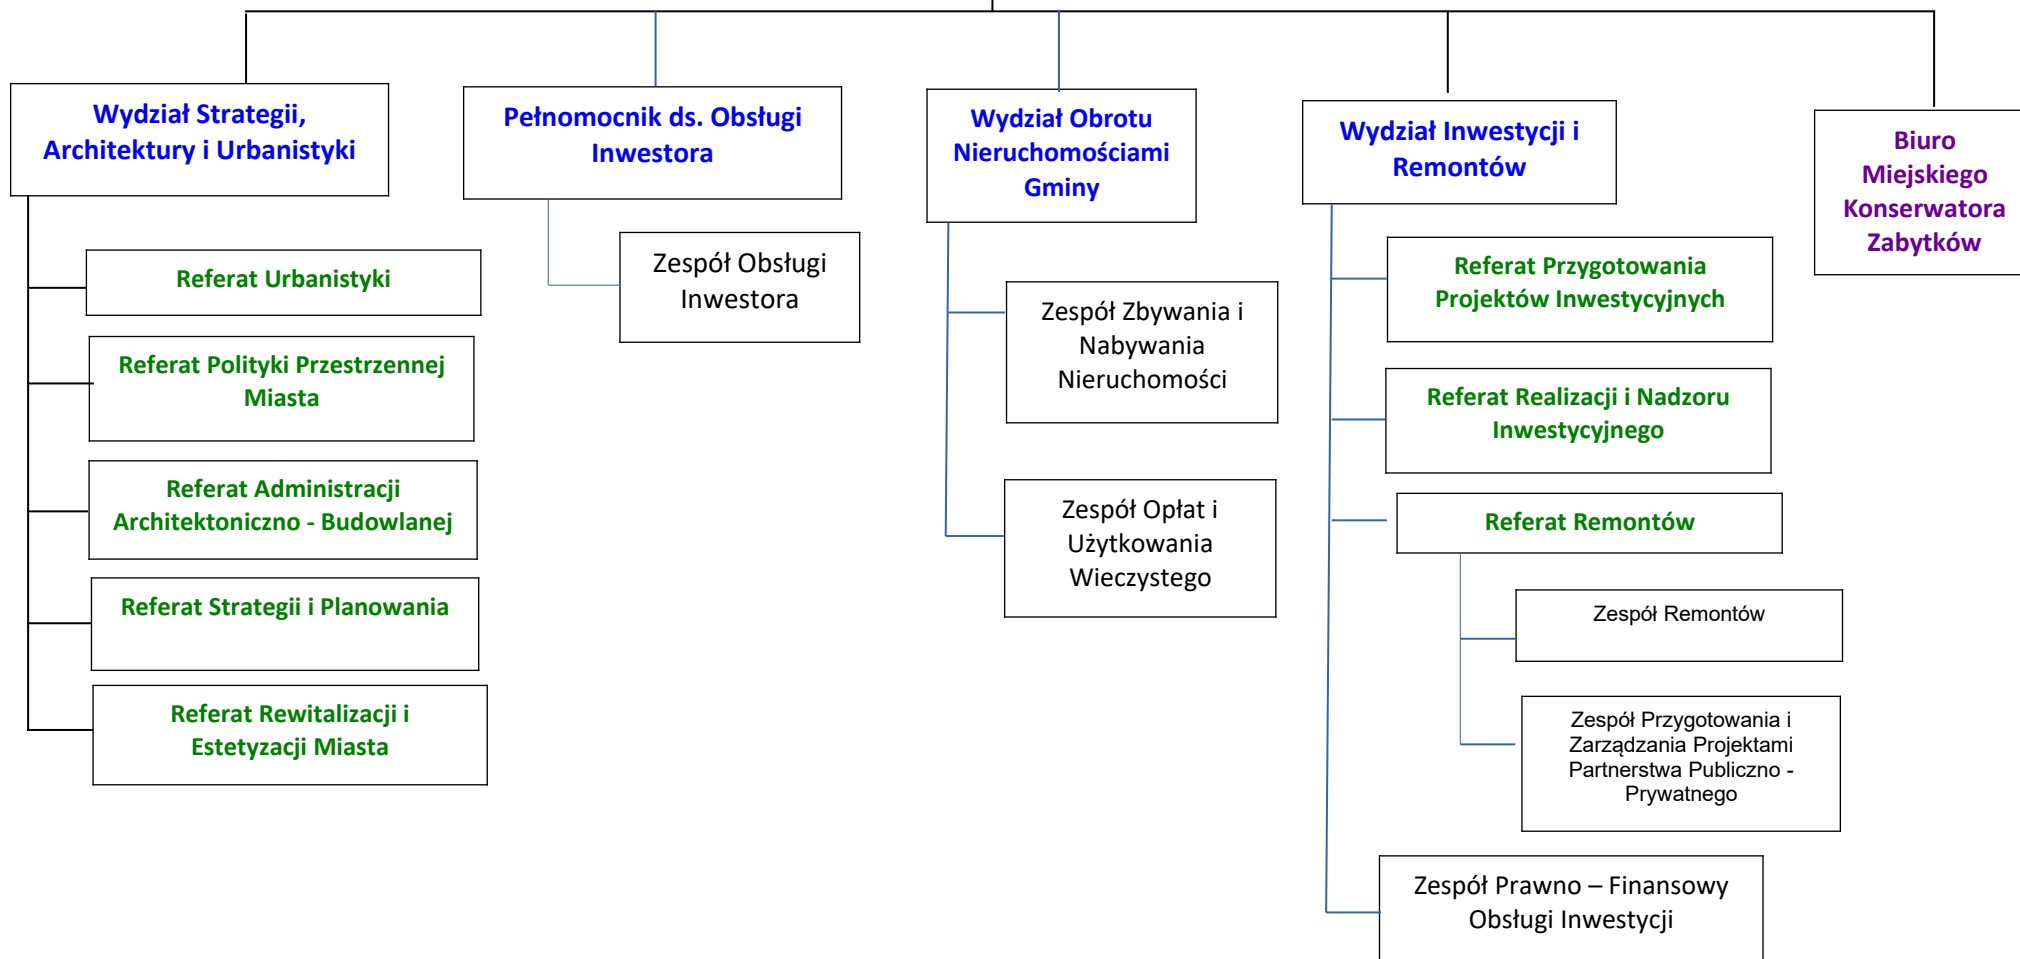 Wydział Strategii,
Architektury i Urbanistyki
Referat Urbanistyki
Referat Polityki Przestrzennej
Miasta
Referat Administracji
Architektoniczno - Budowlanej
Referat Strategii i Planowania
Referat Rewitalizacji i
Estetyzacji Miasta
Pełnomocnik ds. Obsługi
Inwestora
Zespół Obsługi
Inwestora
Wydział Obrotu
Nieruchomościami
Gminy
Zespół Zbywania i
Nabywania
Nieruchomości
Zespół Opłat i
Użytkowania
Wieczystego
Wydział Inwestycji i
Remontów
Referat Przygotowania
Projektów Inwestycyjnych
Referat Realizacji i Nadzoru
Inwestycyjnego
Referat Remontów
Zespół Remontów
Zespół Przygotowania i
Zarządzania Projektami
Partnerstwa Publiczno -
Prywatnego
Zespół Prawno – Finansowy
Obsługi Inwestycji
Biuro
Miejskiego
Konserwatora
Zabytków